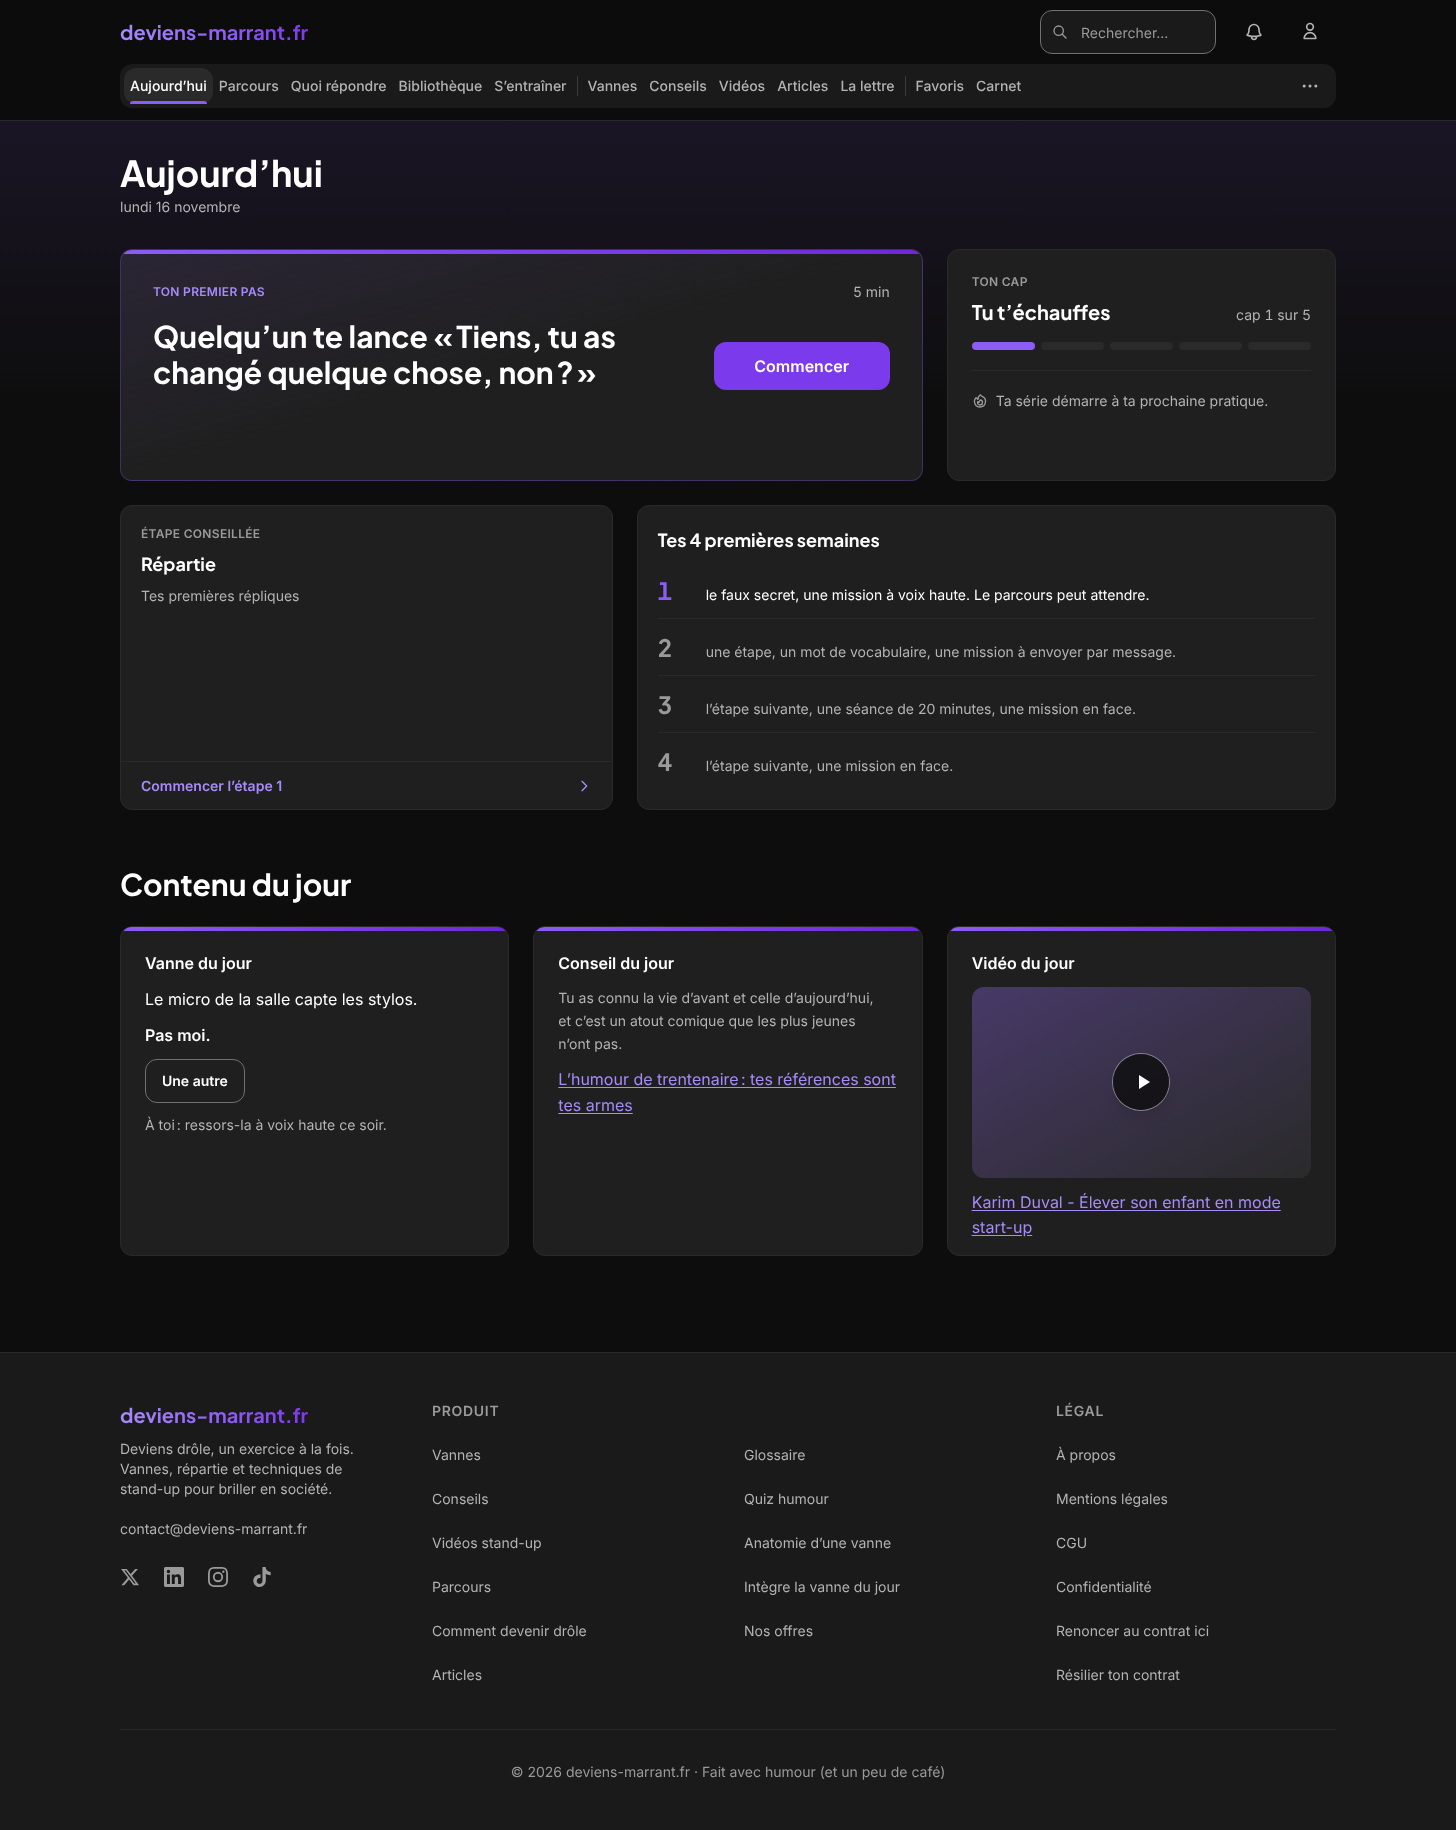 deviens-marrant.fr
Rechercher...
Aujourd’hui Parcours Quoi répondre Bibliothèque S’entraîner Vannes Conseils Vidéos Articles La lettre Favoris Carnet
Aujourd’hui
lundi 16 novembre
TON PREMIER PAS
5 min
Quelqu’un te lance « Tiens, tu as
changé quelque chose, non ? »
Commencer
TON CAP
Tu t’échauffes
cap 1 sur 5
Ta série démarre à ta prochaine pratique.
ÉTAPE CONSEILLÉE
Répartie
Tes premières répliques
Commencer l’étape 1
Tes 4 premières semaines
1 le faux secret, une mission à voix haute. Le parcours peut attendre.
2 une étape, un mot de vocabulaire, une mission à envoyer par message.
3 l’étape suivante, une séance de 20 minutes, une mission en face.
4 l’étape suivante, une mission en face.
Contenu du jour
Vanne du jour
Le micro de la salle capte les stylos.
Pas moi.
Une autre
À toi : ressors-la à voix haute ce soir.
Conseil du jour
Tu as connu la vie d’avant et celle d’aujourd’hui,
et c’est un atout comique que les plus jeunes
n’ont pas.
L’humour de trentenaire : tes références sont
tes armes
Vidéo du jour
Karim Duval - Élever son enfant en mode
start-up
deviens-marrant.fr
Deviens drôle, un exercice à la fois.
Vannes, répartie et techniques de
stand-up pour briller en société.
contact@deviens-marrant.fr
PRODUIT
Vannes
Conseils
Vidéos stand-up
Parcours
Comment devenir drôle
Articles
Glossaire
Quiz humour
Anatomie d’une vanne
Intègre la vanne du jour
Nos offres
LÉGAL
À propos
Mentions légales
CGU
Confidentialité
Renoncer au contrat ici
Résilier ton contrat
© 2026 deviens-marrant.fr · Fait avec humour (et un peu de café)